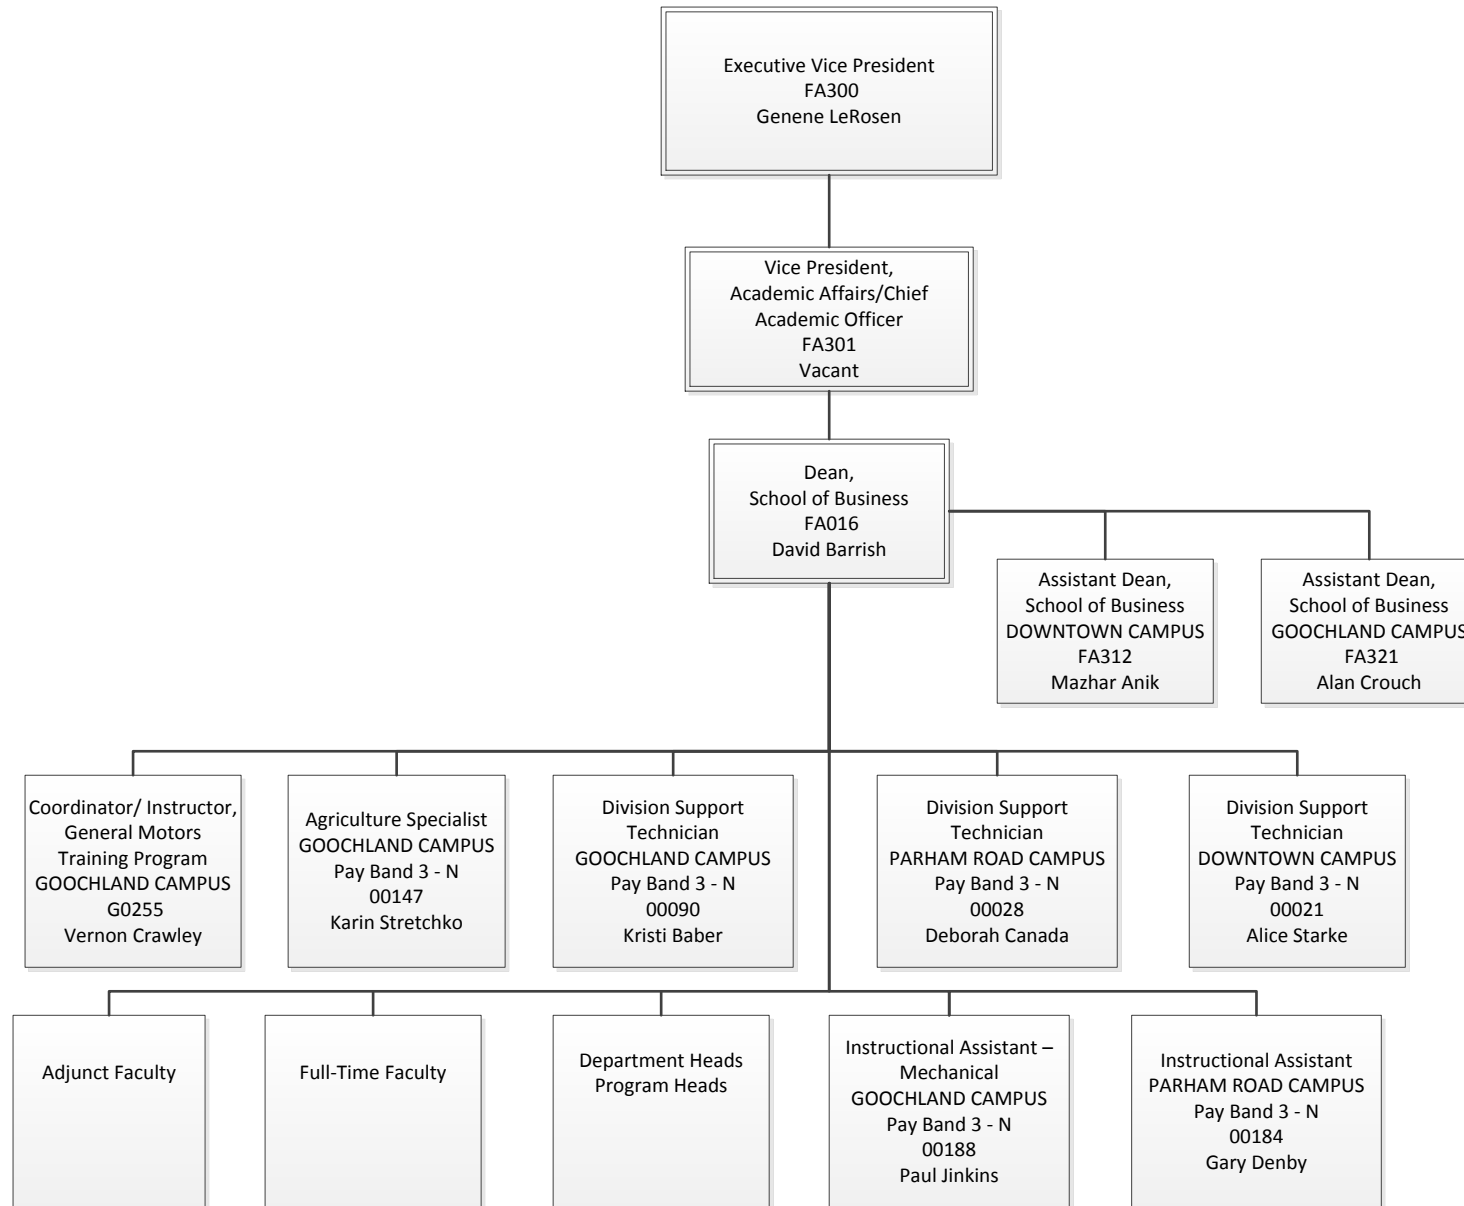 Executive Vice President
FA300
Genene LeRosen
Vice President,
Academic Affairs/Chief
Academic Officer
FA301
Vacant
Dean,
School of Business
FA016
David Barrish
Assistant Dean,
School of Business
DOWNTOWN CAMPUS
FA312
Mazhar Anik
Assistant Dean,
School of Business
GOOCHLAND CAMPUS
FA321
Alan Crouch
Coordinator/ Instructor,
General Motors
Training Program
GOOCHLAND CAMPUS
G0255
Vernon Crawley
Agriculture Specialist
GOOCHLAND CAMPUS
Pay Band 3 - N
00147
Karin Stretchko
Division Support
Technician
GOOCHLAND CAMPUS
Pay Band 3 - N
00090
Kristi Baber
Division Support
Technician
PARHAM ROAD CAMPUS
Pay Band 3 - N
00028
Deborah Canada
Division Support
Technician
DOWNTOWN CAMPUS
Pay Band 3 - N
00021
Alice Starke
Adjunct Faculty
Full-Time Faculty
Department Heads
Program Heads
Instructional Assistant –
Mechanical
GOOCHLAND CAMPUS
Pay Band 3 - N
00188
Paul Jinkins
Instructional Assistant
PARHAM ROAD CAMPUS
Pay Band 3 - N
00184
Gary Denby